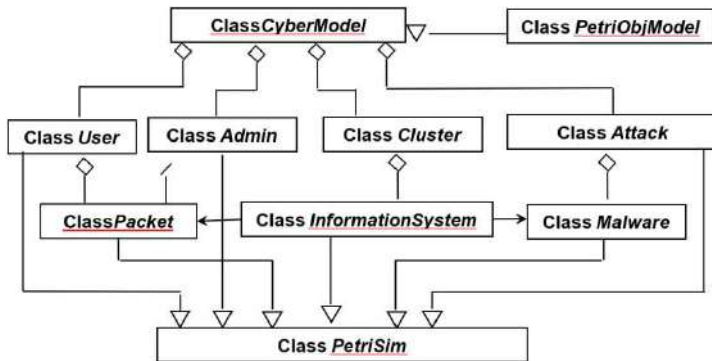 ClassCyberModel
Class PetriObjModel
Class User
Class Admin
Class Cluster
Class Attack
ClassPacket
Class InformationSystem
Class Malware
Class PetriSim